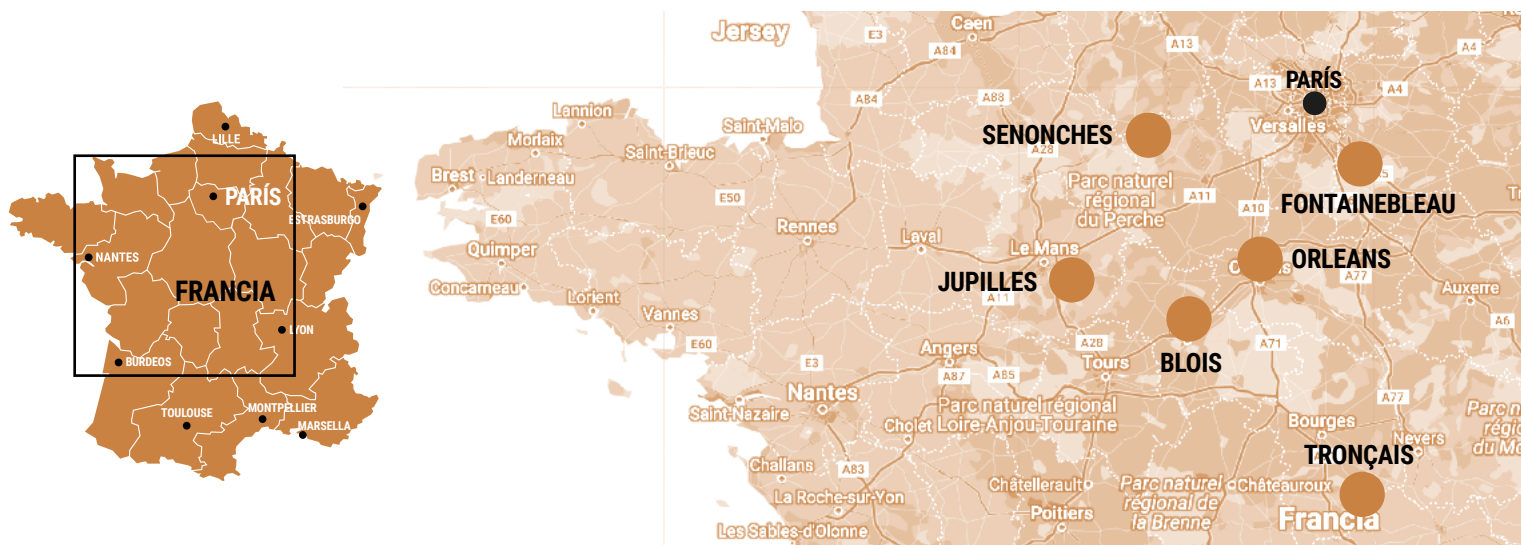 LILLE
PARÍS
ESTRASBURGO
NANTES
FRANCIA
LYON
BURDEOS
TOULOUSE
MONTPELLIER
MARSELLA
Jersey
Caen
E3
A84
A13
A4
PARÍS
A13
A4
A84
A88
Versalles
Lannion
Saint-Malo
SENONCHES
Morlaix
Saint-Brieuc
A28
Brest
Landerneau
Parc naturel
régional
du Perche
E50
A11
A10
FONTAINEBLEAU
E60
Rennes
Quimper
Laval
Le Mans
ORLEANS
A77
JUPILLES
Concarneau
Lorient
A11
Auxerre
Vannes
A6
E60
A28
A71
Angers
E3
Tours
BLOIS
A87
A85
Nantes
A77
Saint-Nazaire
Parc naturel régional
Loire-Anjou-Touraine
Cholet
Bourges
Nevers
TRONÇAIS
Challans
A83
Châtellerault
Parc naturel
régional de
la Brenne
Châteauroux
La Roche-sur-Yon
Poitiers
Francia
Les Sables-d'Olonne